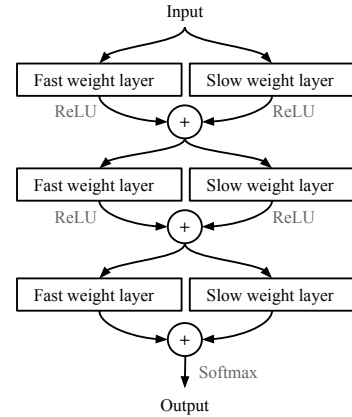 Input
Fast weight layer Slow weight layer
ReLU ReLU
+
Fast weight layer Slow weight layer
ReLU ReLU
+
Fast weight layer Slow weight layer
+
Softmax
Output